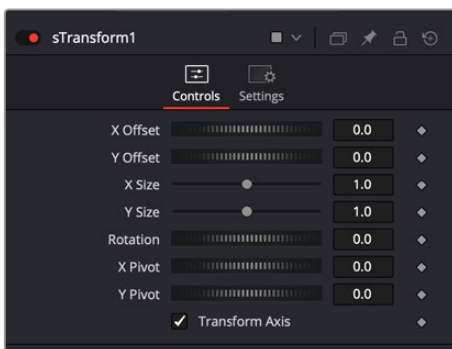 sTransform1
Controls Settings
X Offset 0.0
Y Offset 0.0
X Size 1.0
Y Size 1.0
Rotation 0.0
X Pivot 0.0
Y Pivot 0.0
Transform Axis